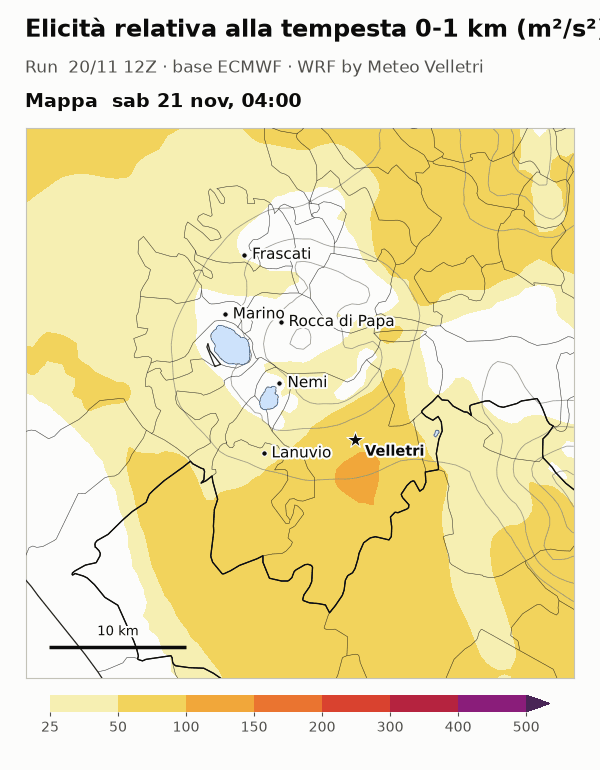 Elicità relativa alla tempesta 0-1 km (m²/s²)
Run  20/11 12Z · base ECMWF · WRF by Meteo Velletri
Mappa  sab 21 nov, 04:00
Frascati
Marino
Rocca di Papa
Nemi
Velletri
Lanuvio
10 km
25 50 100 150 200 300 400 500